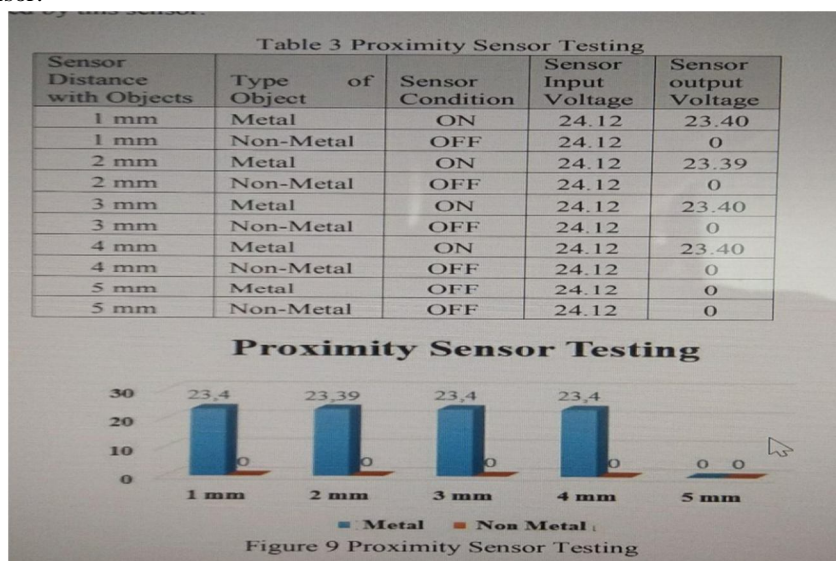 ed by this sensor.
Table 3 Proximity Sensor Testing
Sensor Distance with Objects | Type of Object | Sensor Condition | Sensor Input Voltage | Sensor output Voltage
1 mm | Metal | ON | 24.12 | 23.40
1 mm | Non-Metal | OFF | 24.12 | 0
2 mm | Metal | ON | 24.12 | 23.39
2 mm | Non-Metal | OFF | 24.12 | 0
3 mm | Metal | ON | 24.12 | 23.40
3 mm | Non-Metal | OFF | 24.12 | 0
4 mm | Metal | ON | 24.12 | 23.40
4 mm | Non-Metal | OFF | 24.12 | 0
5 mm | Metal | OFF | 24.12 | 0
5 mm | Non-Metal | OFF | 24.12 | 0
Proximity Sensor Testing
30
23,4 0 23,39 0 23,4 0 23,4 0 0 0
20
10
0
1 mm 2 mm 3 mm 4 mm 5 mm
Metal Non Metal
Figure 9 Proximity Sensor Testing